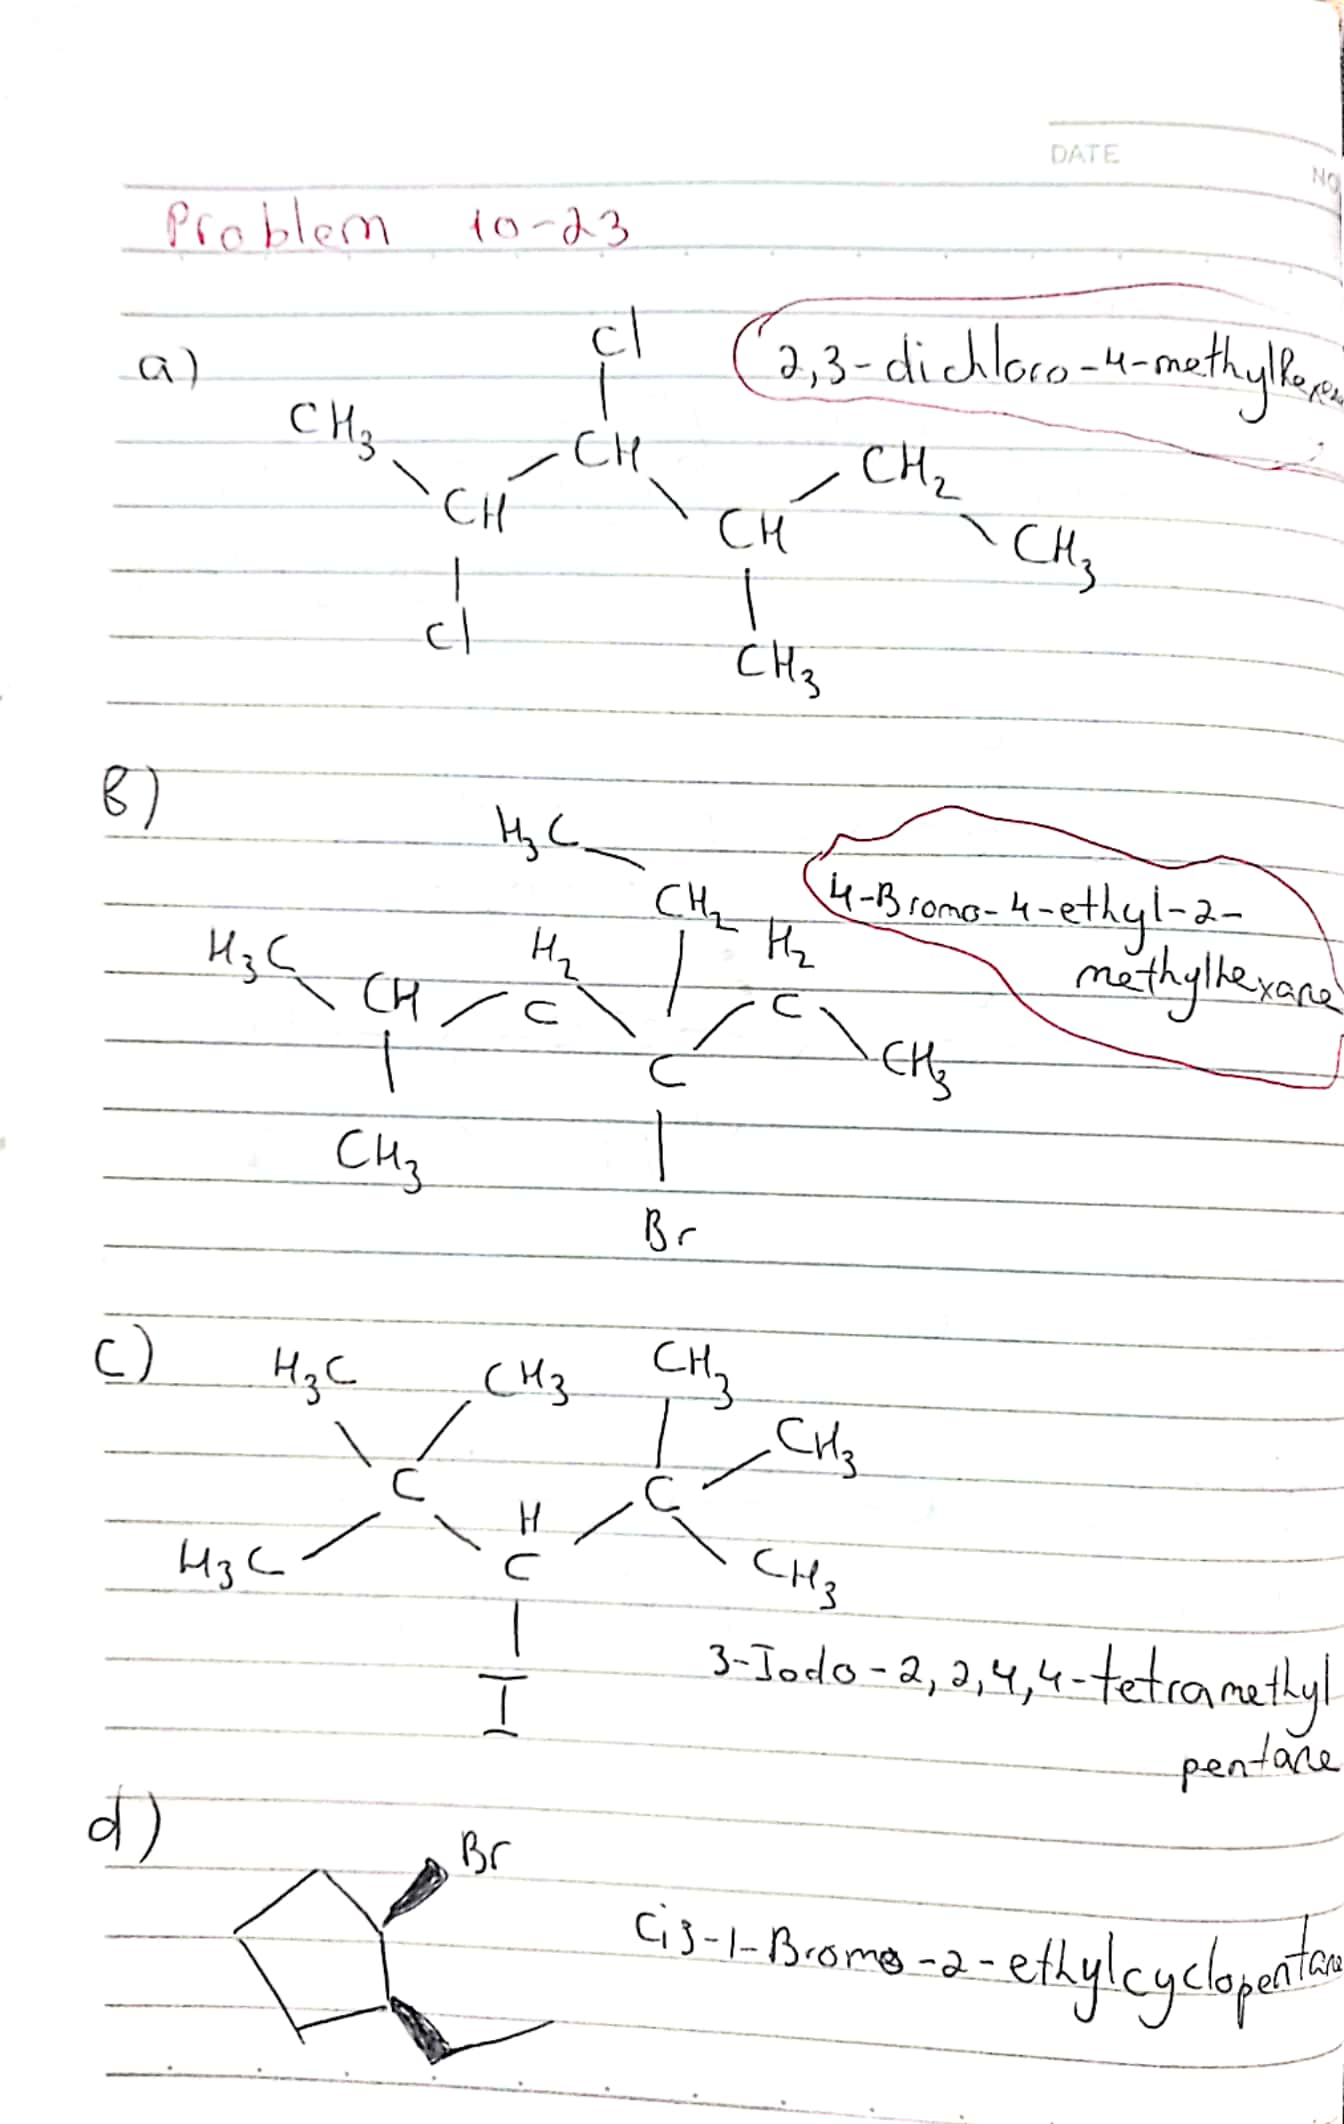 DATE
NO
Problem 10-23
a)
Cl
2,3-dichloro-4-methylhexan
CH3
CH
CH2
CH
CH
CH3
Cl
CH3
b)
H3C
CH2
4-Bromo-4-ethyl-2-
H2
H2
H3C
CH
C
C
methylhexane
C
CH3
CH3
Br
c)
H3C
CH3
CH3
CH3
C
C
H
H3C
C
CH3
I
3-Iodo-2,2,4,4-tetramethyl
pentane
d)
Br
Cis-1-Bromo-2-ethylcyclopentane